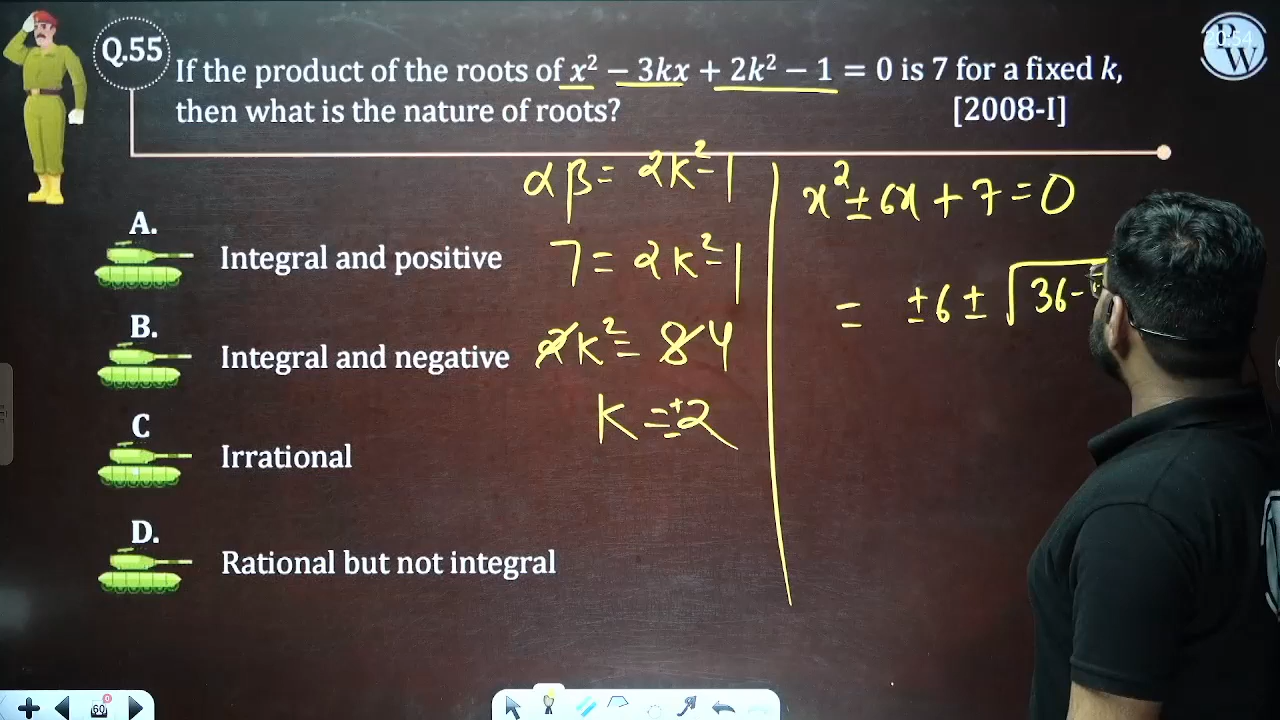 Q.55
If the product of the roots of x² − 3kx + 2k² − 1 = 0 is 7 for a fixed k,
then what is the nature of roots? [2008-I]
A.
Integral and positive
B.
Integral and negative
C
Irrational
D.
Rational but not integral
αβ = 2k² - 1
7 = 2k² - 1
2k² = 8 4
k = ±2
x² ± 6x + 7 = 0
= ±6 ± √36-
PW
60